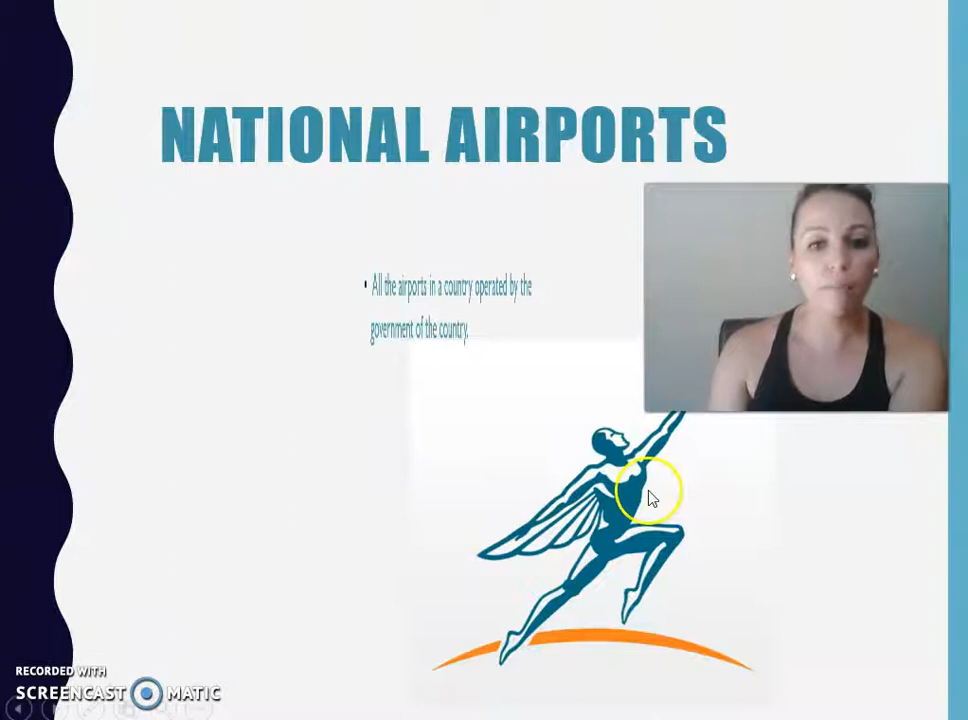 NATIONAL AIRPORTS
• All the airports in a country operated by the
government of the country.
RECORDED WITH
SCREENCAST MATIC